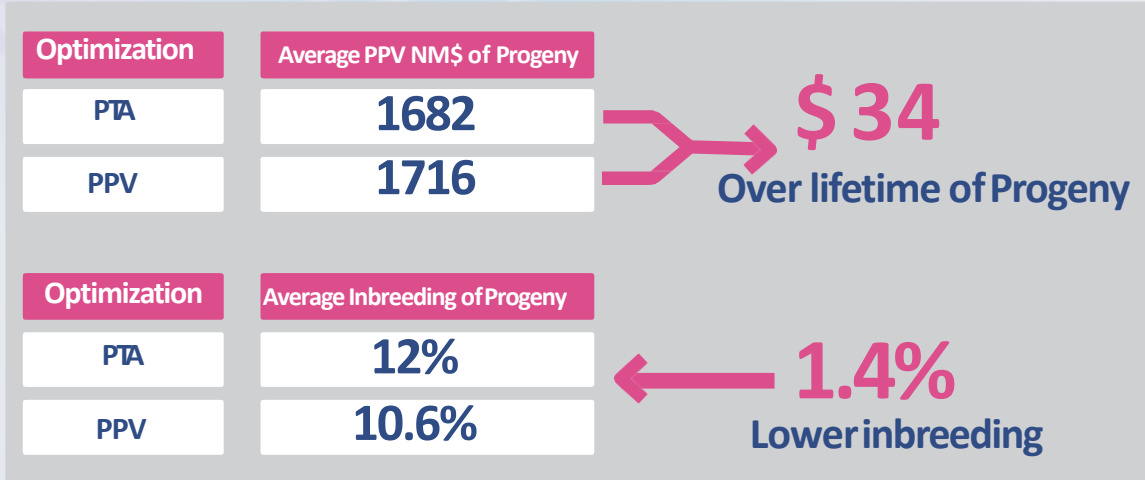 Optimization Average PPV NM$ of Progeny
PTA 1682
PPV 1716
$ 34
Over lifetime of Progeny
Optimization Average Inbreeding of Progeny
PTA 12%
PPV 10.6%
1.4%
Lower inbreeding